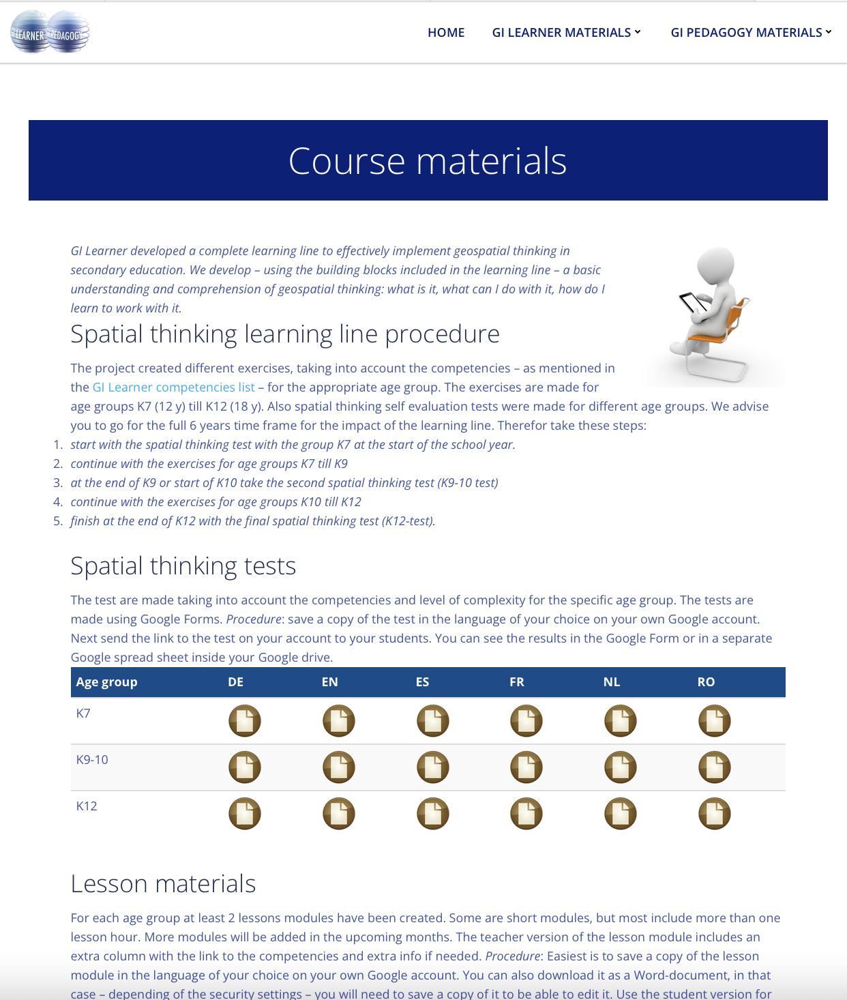 GI LEARNER GI PEDAGOGY
HOME GI LEARNER MATERIALS GI PEDAGOGY MATERIALS
Course materials
GI Learner developed a complete learning line to effectively implement geospatial thinking in
secondary education. We develop – using the building blocks included in the learning line – a basic
understanding and comprehension of geospatial thinking: what is it, what can I do with it, how do I
learn to work with it.
Spatial thinking learning line procedure
The project created different exercises, taking into account the competencies – as mentioned in
the GI Learner competencies list – for the appropriate age group. The exercises are made for
age groups K7 (12 y) till K12 (18 y). Also spatial thinking self evaluation tests were made for different age groups. We advise
you to go for the full 6 years time frame for the impact of the learning line. Therefor take these steps:
1. start with the spatial thinking test with the group K7 at the start of the school year.
2. continue with the exercises for age groups K7 till K9
3. at the end of K9 or start of K10 take the second spatial thinking test (K9-10 test)
4. continue with the exercises for age groups K10 till K12
5. finish at the end of K12 with the final spatial thinking test (K12-test).
Spatial thinking tests
The test are made taking into account the competencies and level of complexity for the specific age group. The tests are
made using Google Forms. Procedure: save a copy of the test in the language of your choice on your own Google account.
Next send the link to the test on your account to your students. You can see the results in the Google Form or in a separate
Google spread sheet inside your Google drive.
Age group DE EN ES FR NL RO
K7
K9-10
K12
Lesson materials
For each age group at least 2 lessons modules have been created. Some are short modules, but most include more than one
lesson hour. More modules will be added in the upcoming months. The teacher version of the lesson module includes an
extra column with the link to the competencies and extra info if needed. Procedure: Easiest is to save a copy of the lesson
module in the language of your choice on your own Google account. You can also download it as a Word-document, in that
case – depending of the security settings – you will need to save a copy of it to be able to edit it. Use the student version for